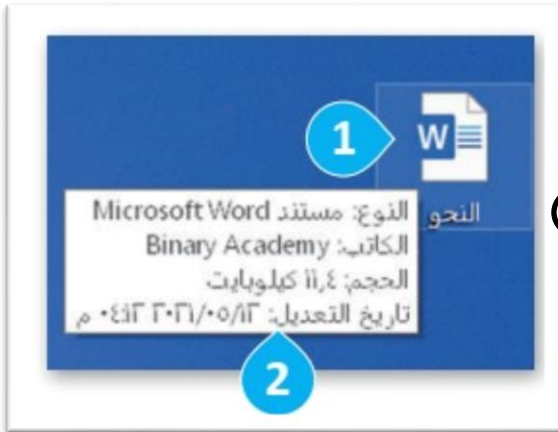 1
W
النحو
النوع: مستند Microsoft Word
الكاتب: Binary Academy
الحجم: ١١,٤ كيلوبايت
تاريخ التعديل: ٢٠٢١/٠٥/١٣ ٠٤:١٣ م
2